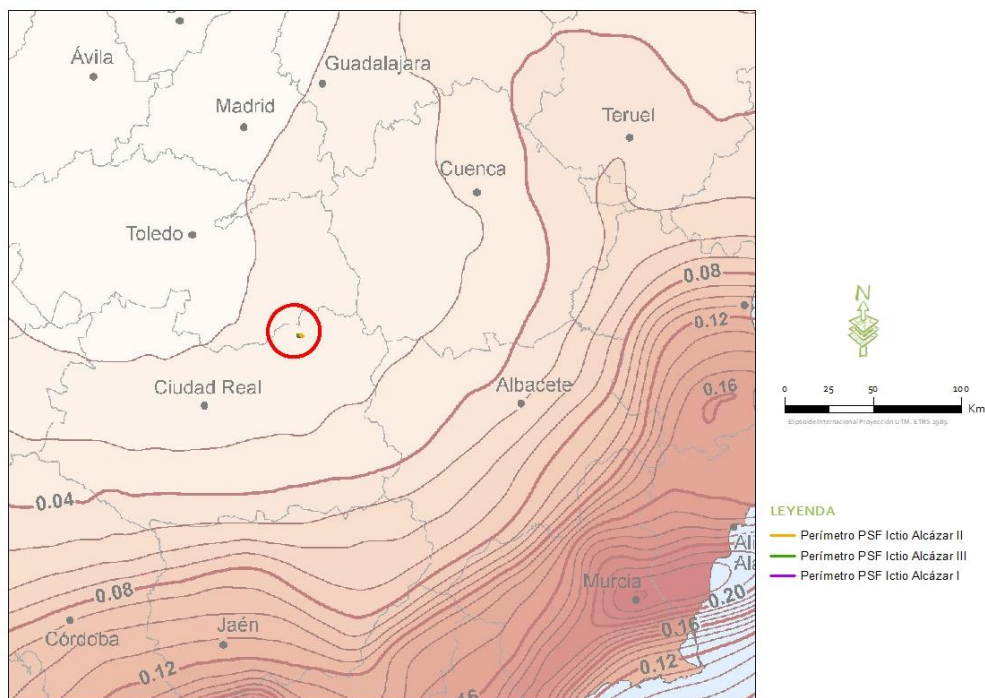 Ávila
Guadalajara
Madrid
Teruel
Cuenca
Toledo
0.08
0.12
Ciudad Real
Albacete
0.16
0.04
0.08
Murcia
0.20
Córdoba
Jaén
0.16
0.12
0.12
N
0 25 50 100
Km
LEYENDA
Perímetro PSF Ictio Alcázar II
Perímetro PSF Ictio Alcázar III
Perímetro PSF Ictio Alcázar I